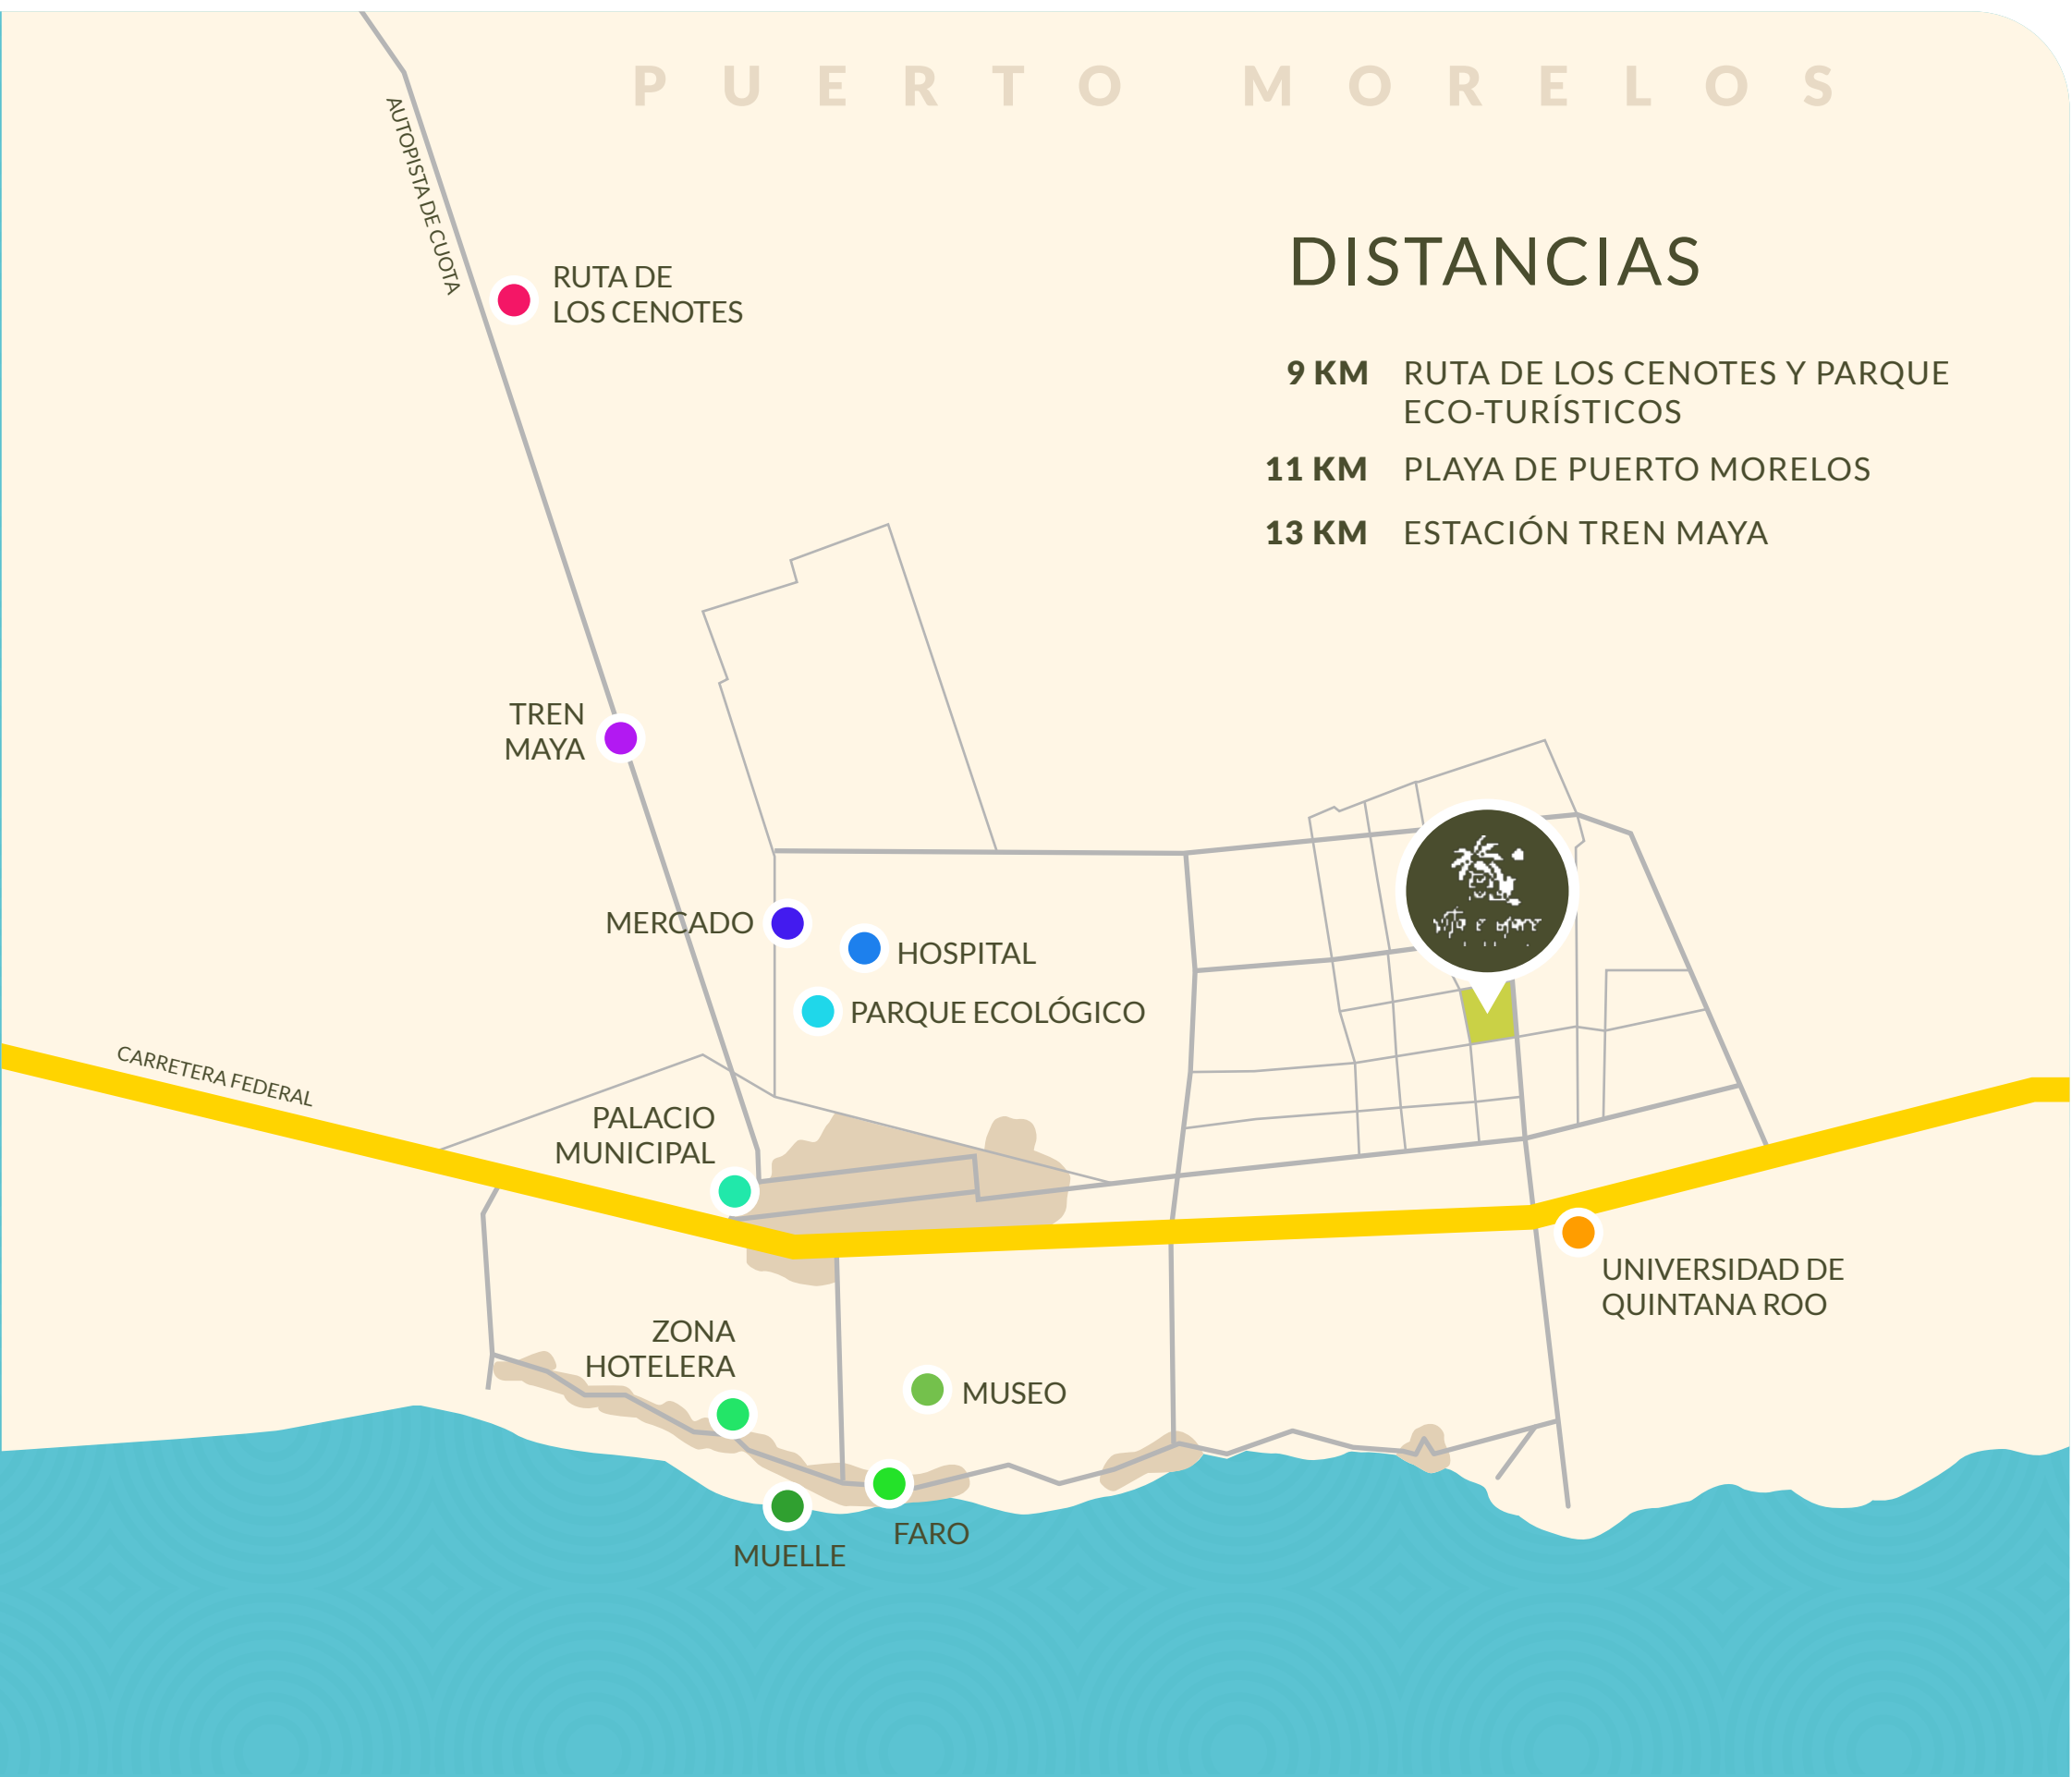 PUERTO MORELOS
AUTOPISTA DE CUOTA
RUTA DE
LOS CENOTES
DISTANCIAS
9 KM RUTA DE LOS CENOTES Y PARQUE
ECO-TURÍSTICOS
11 KM PLAYA DE PUERTO MORELOS
13 KM ESTACIÓN TREN MAYA
TREN
MAYA
MERCADO
HOSPITAL
PARQUE ECOLÓGICO
CARRETERA FEDERAL
PALACIO
MUNICIPAL
UNIVERSIDAD DE
QUINTANA ROO
ZONA
HOTELERA
MUSEO
FARO
MUELLE